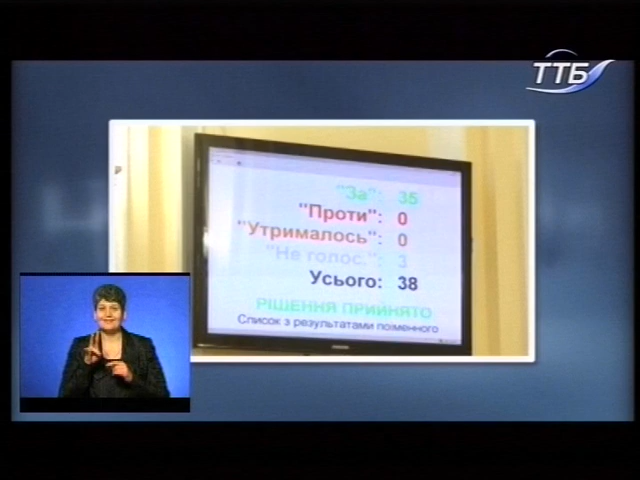 ТТБ
"За": 35
"Проти": 0
"Утрималось": 0
"Не голос.": 3
Усього: 38
РІШЕННЯ ПРИЙНЯТО
Список з результатами поіменного